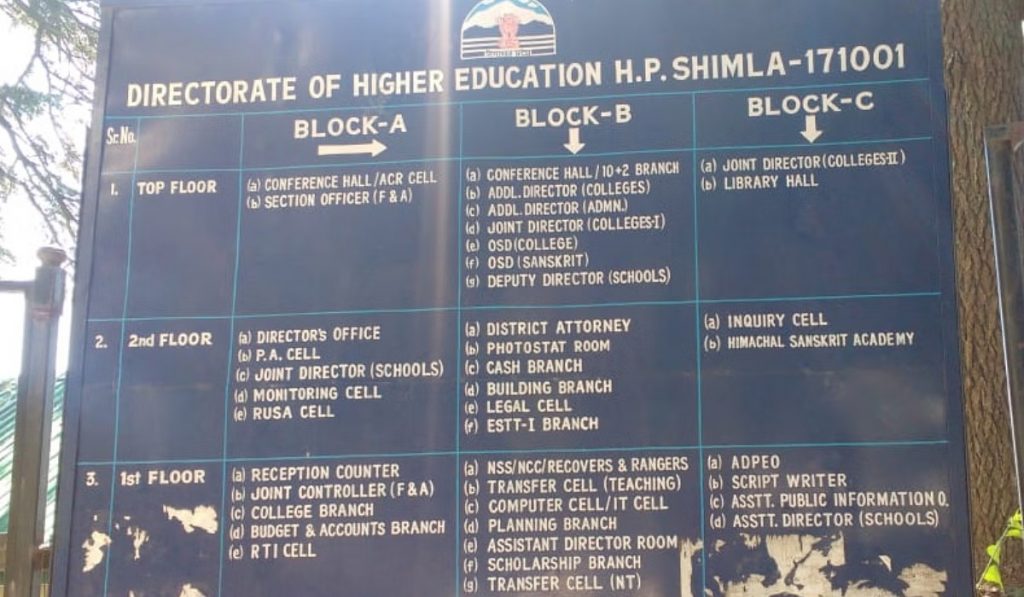 DIRECTORATE OF HIGHER EDUCATION H.P. SHIMLA-171001
Sr.No. BLOCK-A BLOCK-B BLOCK-C
1. TOP FLOOR
(a) CONFERENCE HALL/ACR CELL
(b) SECTION OFFICER (F & A)
(a) CONFERENCE HALL/10+2 BRANCH
(b) ADDL. DIRECTOR (COLLEGES)
(c) ADDL. DIRECTOR (ADMN.)
(d) JOINT DIRECTOR (COLLEGES-I)
(e) OSD (COLLEGE)
(f) OSD (SANSKRIT)
(g) DEPUTY DIRECTOR (SCHOOLS)
(a) JOINT DIRECTOR (COLLEGES-II)
(b) LIBRARY HALL
2. 2nd FLOOR
(a) DIRECTOR'S OFFICE
(b) P.A. CELL
(c) JOINT DIRECTOR (SCHOOLS)
(d) MONITORING CELL
(e) RUSA CELL
(a) DISTRICT ATTORNEY
(b) PHOTOSTAT ROOM
(c) CASH BRANCH
(d) BUILDING BRANCH
(e) LEGAL CELL
(f) ESTT-I BRANCH
(a) INQUIRY CELL
(b) HIMACHAL SANSKRIT ACADEMY
3. 1st FLOOR
(a) RECEPTION COUNTER
(b) JOINT CONTROLLER (F & A)
(c) COLLEGE BRANCH
(d) BUDGET & ACCOUNTS BRANCH
(e) RTI CELL
(a) NSS/NCC/RECOVERS & RANGERS
(b) TRANSFER CELL (TEACHING)
(c) COMPUTER CELL/IT CELL
(d) PLANNING BRANCH
(e) ASSISTANT DIRECTOR ROOM
(f) SCHOLARSHIP BRANCH
(g) TRANSFER CELL (NT)
(a) ADPEO
(b) SCRIPT WRITER
(c) ASSTT. PUBLIC INFORMATION O.
(d) ASSTT. DIRECTOR (SCHOOLS)